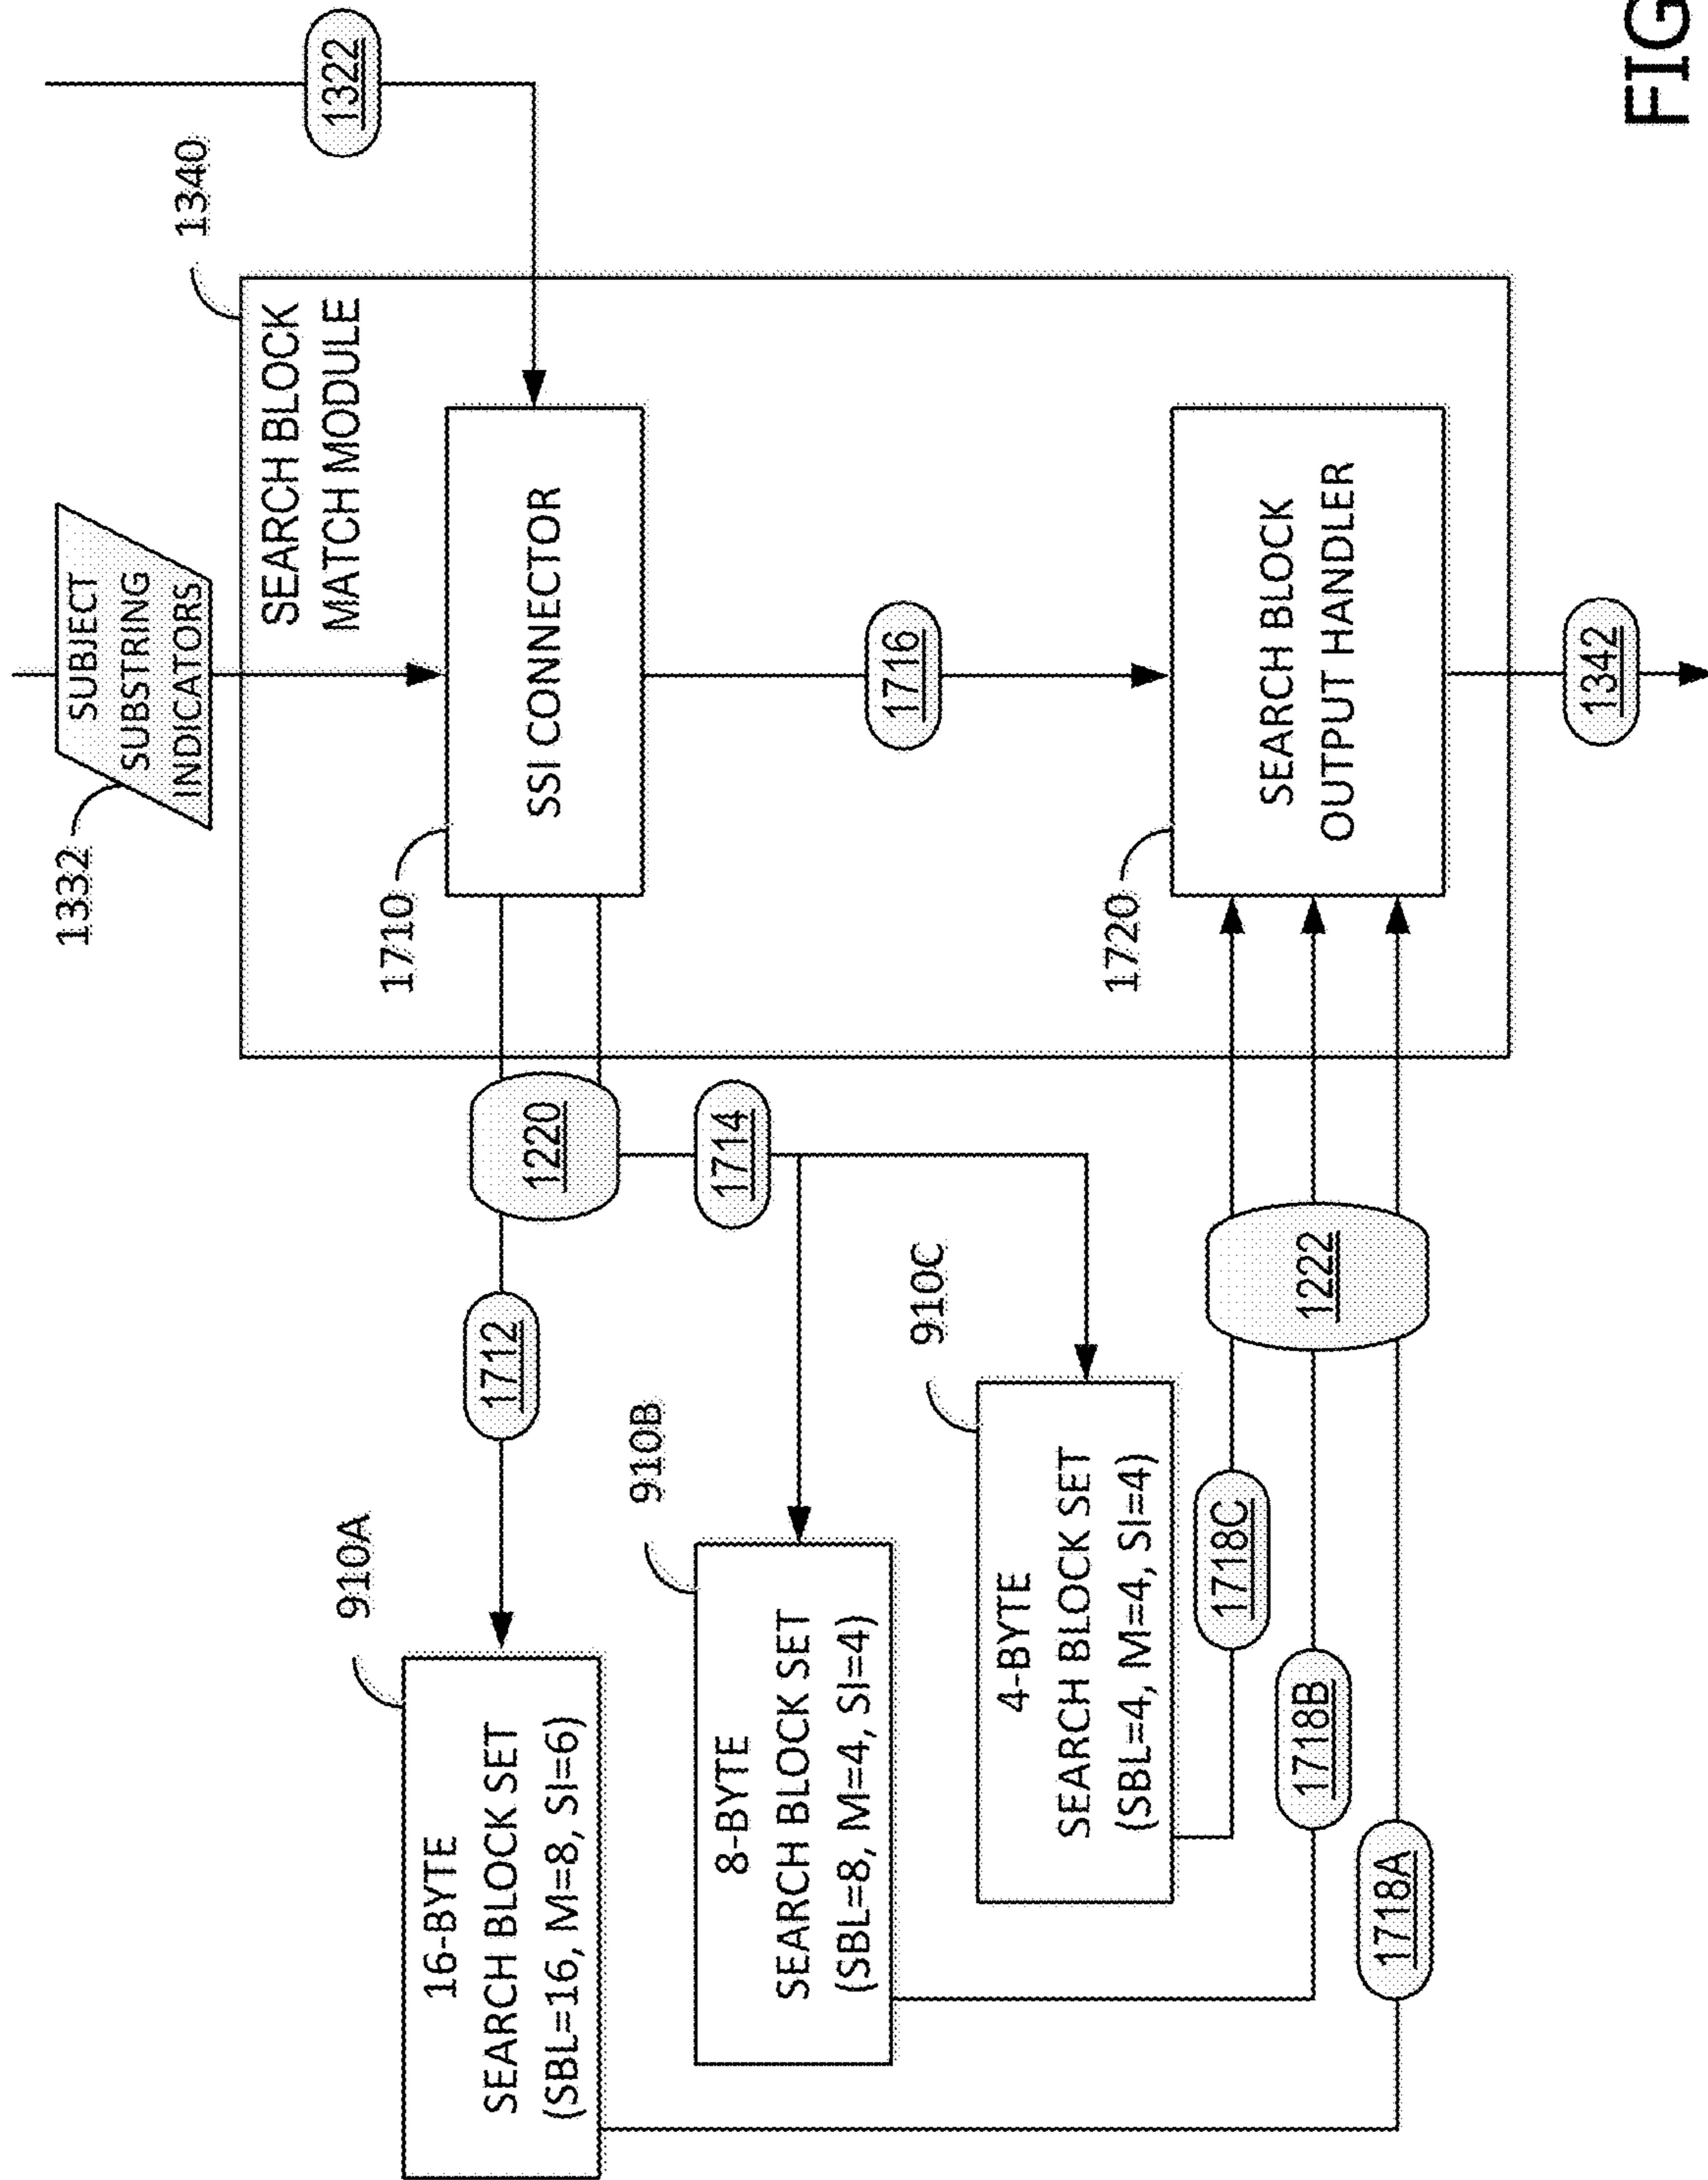 1332
SUBJECT
SUBSTRING
INDICATORS
1340
1322
SEARCH BLOCK
MATCH MODULE
1710
SSI CONNECTOR
1220
1712
1714
910A
16-BYTE
SEARCH BLOCK SET
(SBL=16, M=8, SI=6)
910B
8-BYTE
SEARCH BLOCK SET
(SBL=8, M=4, SI=4)
910C
4-BYTE
SEARCH BLOCK SET
(SBL=4, M=4, SI=4)
1716
1720
SEARCH BLOCK
OUTPUT HANDLER
1718C
1718B
1718A
1222
1342
FIG